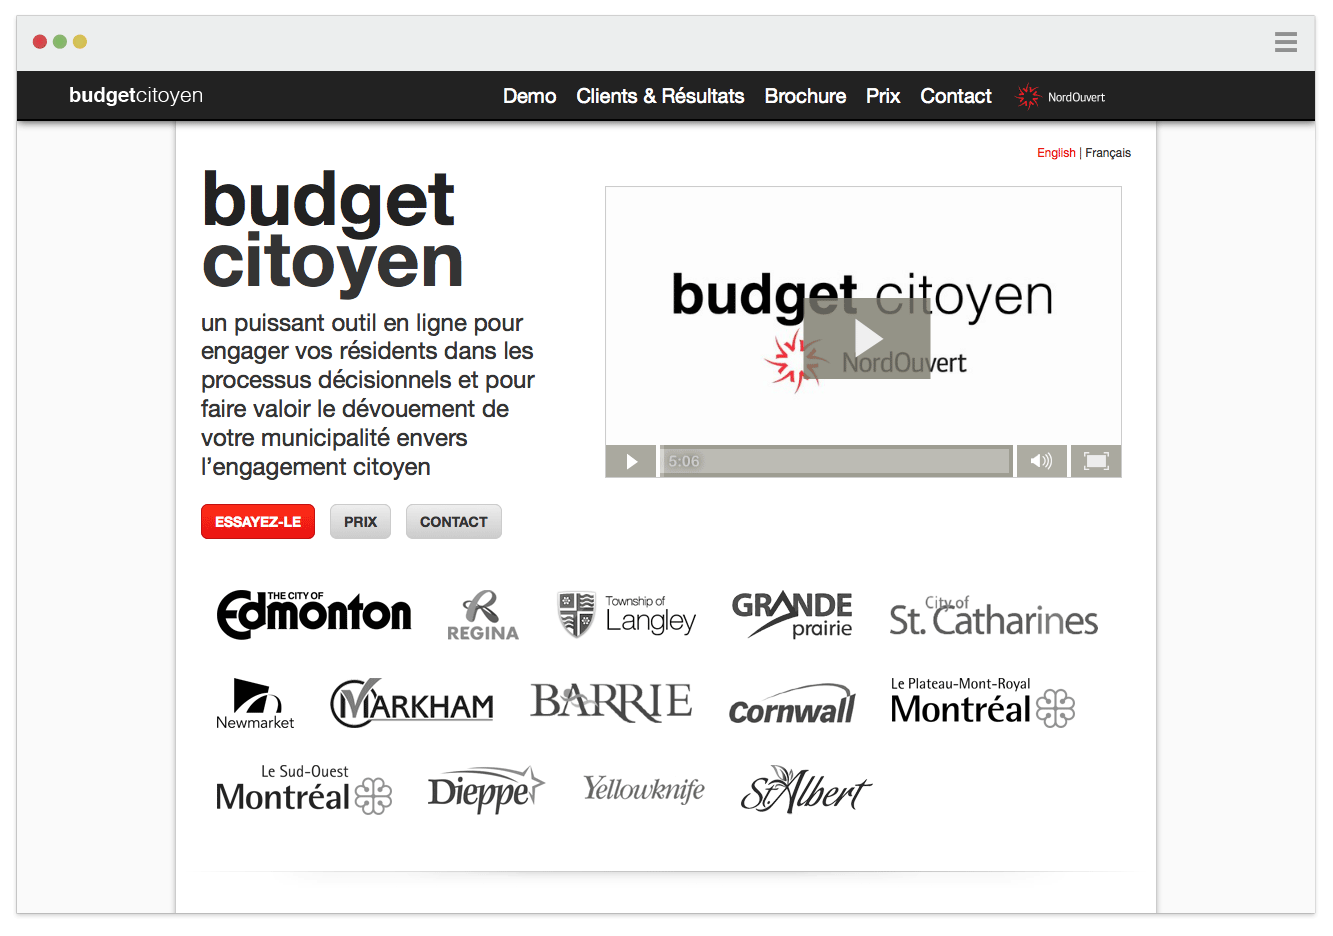 budgetcitoyen
Demo Clients & Résultats Brochure Prix Contact NordOuvert
English | Français
budget
citoyen
un puissant outil en ligne pour
engager vos résidents dans les
processus décisionnels et pour
faire valoir le dévouement de
votre municipalité envers
l’engagement citoyen
ESSAYEZ-LE PRIX CONTACT
budget citoyen
NordOuvert
5:06
THE CITY OF
Edmonton
REGINA
Township of
Langley
GRANDE
prairie
City of
St. Catharines
Newmarket
MARKHAM
BARRIE
Cornwall
Le Plateau-Mont-Royal
Montréal
Le Sud-Ouest
Montréal
Dieppe
Yellowknife
St. Albert